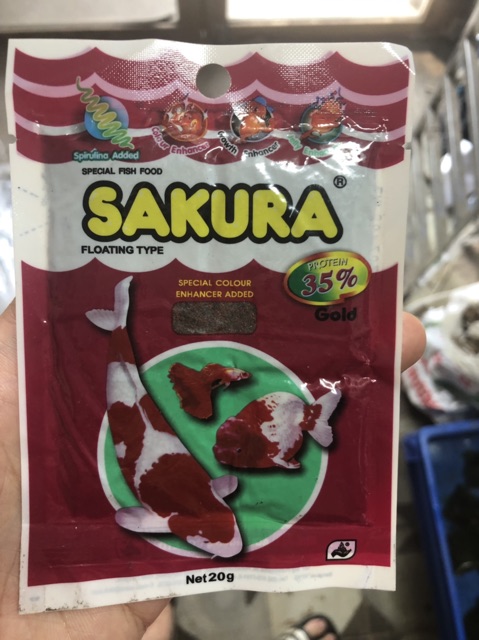 Spirulina Added
Colour Enhancer
Growth Enhancer
SPECIAL FISH FOOD
SAKURA®
FLOATING TYPE
PROTEIN
35%
Gold
SPECIAL COLOUR
ENHANCER ADDED
Net20g